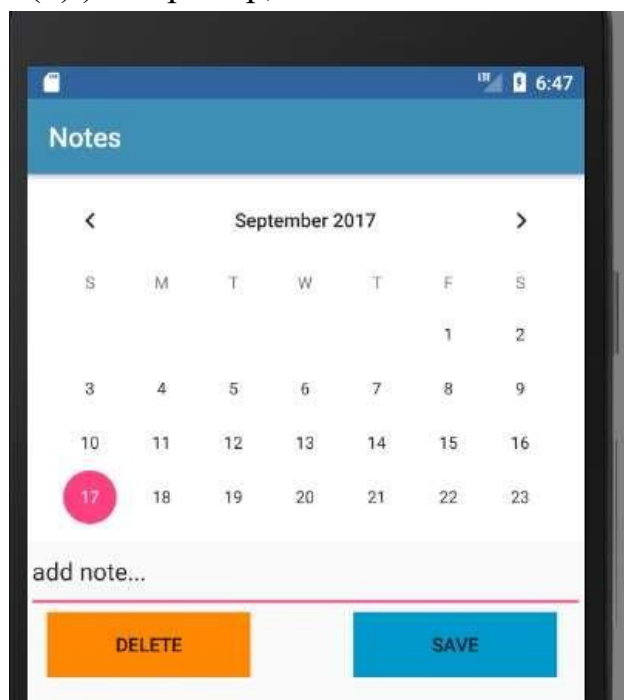 LTE 6:47
Notes
< September 2017 >
S M T W T F S
1 2
3 4 5 6 7 8 9
10 11 12 13 14 15 16
17 18 19 20 21 22 23
add note...
DELETE SAVE